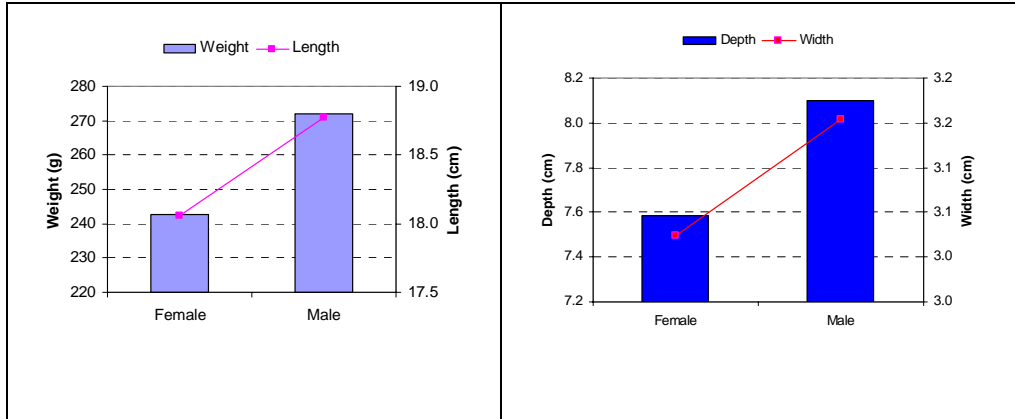 Weight Length
280
270
260
250
240
230
220
Weight (g)
19.0
18.5
18.0
17.5
Length (cm)
Female Male
Depth Width
8.2
8.0
7.8
7.6
7.4
7.2
Depth (cm)
3.2
3.2
3.1
3.1
3.0
3.0
Width (cm)
Female Male